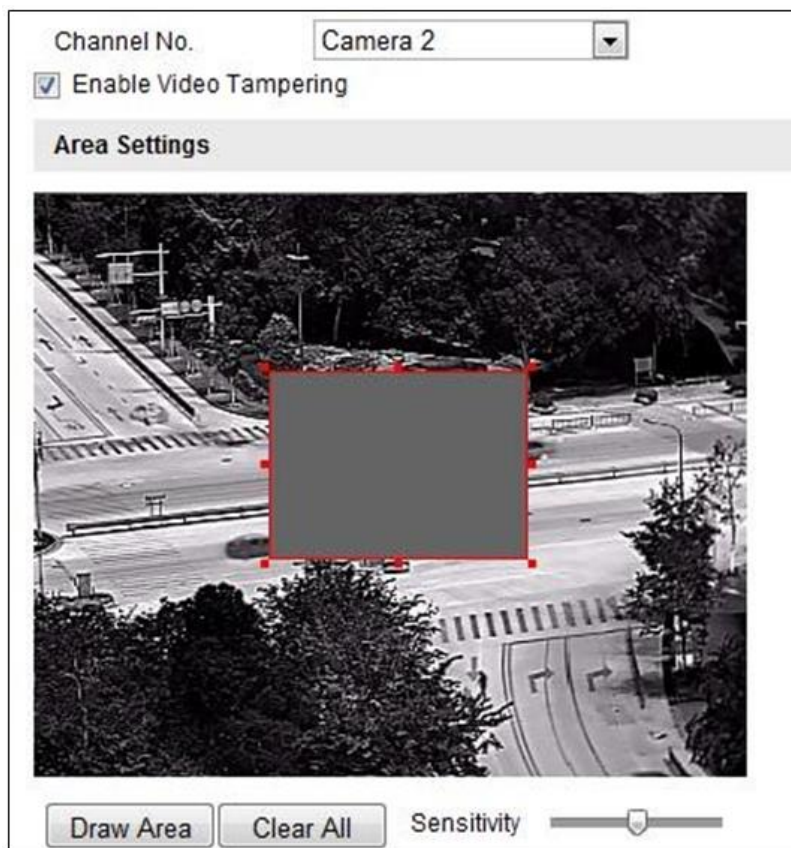 Channel No. Camera 2
Enable Video Tampering
Area Settings
Draw Area Clear All Sensitivity